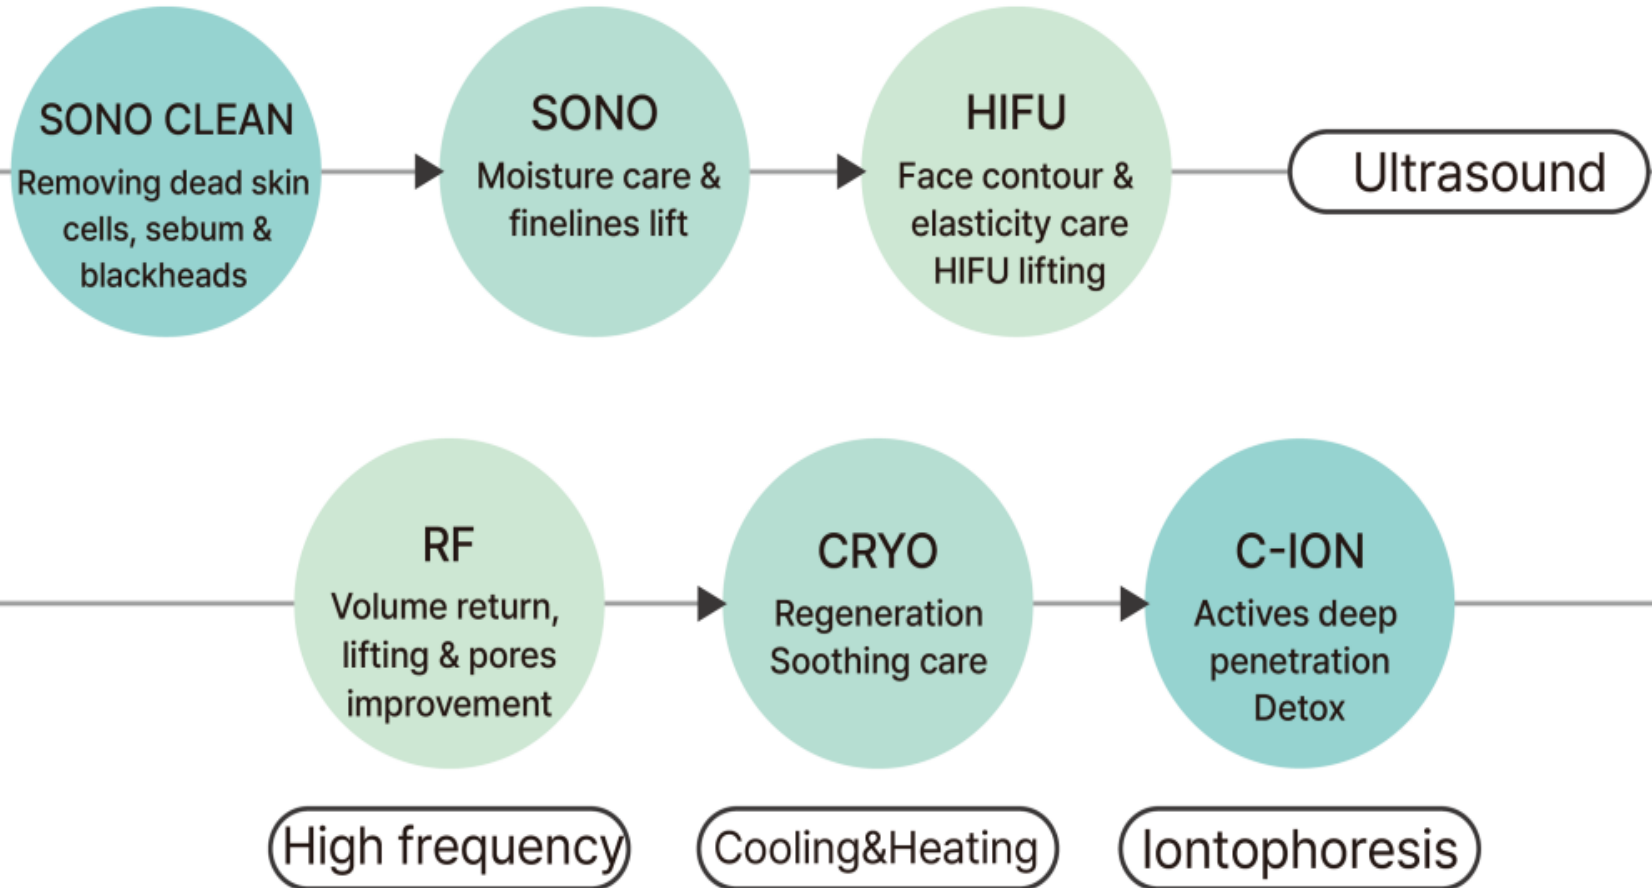 SONO CLEAN
Removing dead skin
cells, sebum &
blackheads
SONO
Moisture care &
finelines lift
HIFU
Face contour &
elasticity care
HIFU lifting
Ultrasound
RF
Volume return,
lifting & pores
improvement
CRYO
Regeneration
Soothing care
C-ION
Actives deep
penetration
Detox
High frequency
Cooling&Heating
Iontophoresis